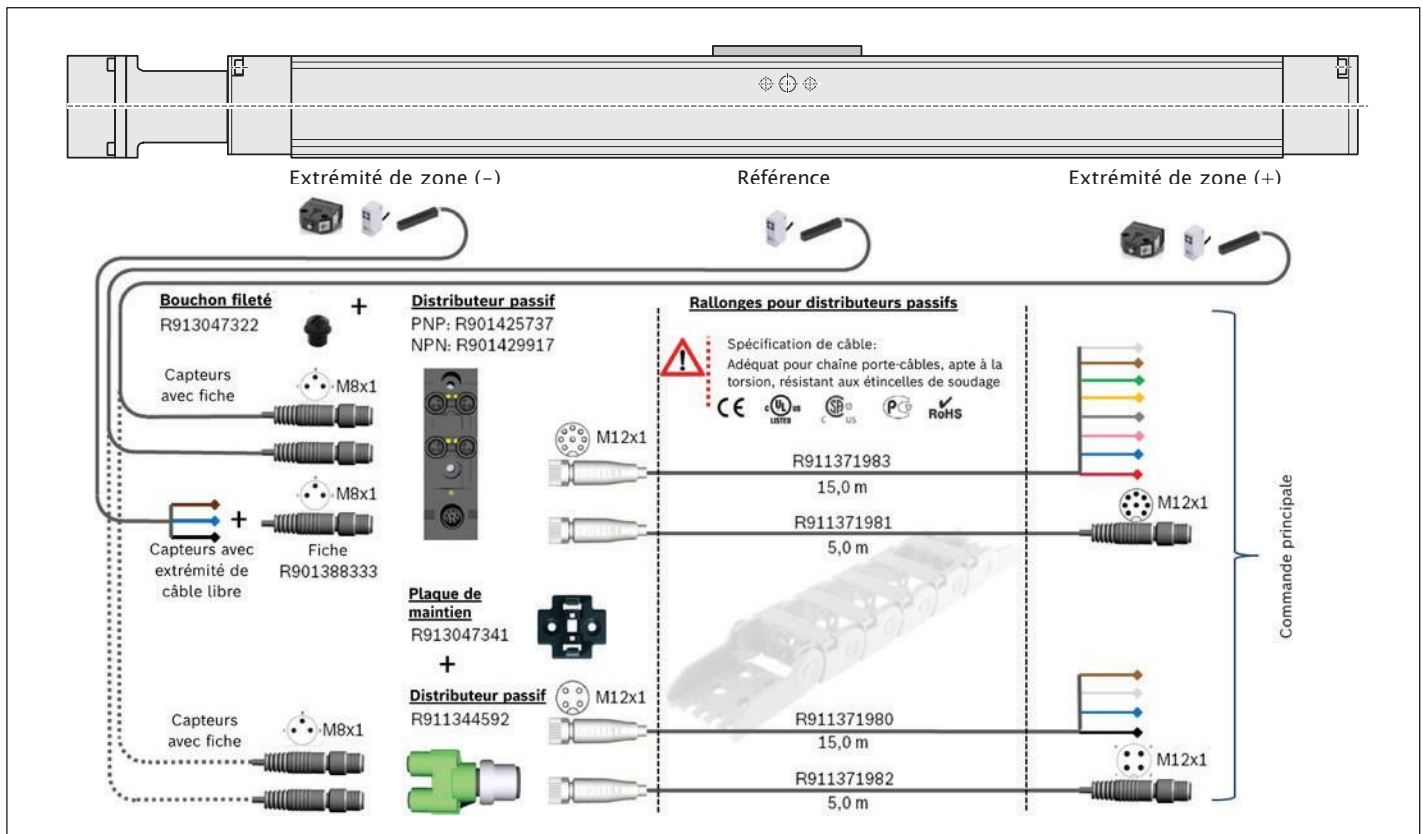 Extrémité de zone (-)
Référence
Extrémité de zone (+)
Bouchon fileté
R913047322
+
Distributeur passif
PNP: R901425737
NPN: R901429917
Rallonges pour distributeurs passifs
Spécification de câble:
Adéquat pour chaîne porte-câbles, apte à la
torsion, résistant aux étincelles de soudage
CE
c UL us
LISTED
C US
RoHS
Capteurs
avec fiche
M8x1
M12x1
R911371983
15,0 m
M8x1
R911371981
5,0 m
M12x1
+
Capteurs avec
extrémité de
câble libre
Fiche
R901388333
Commande principale
Plaque de
maintien
R913047341
+
Distributeur passif
R911344592
M12x1
Capteurs
avec fiche
M8x1
R911371980
15,0 m
R911371982
5,0 m
M12x1